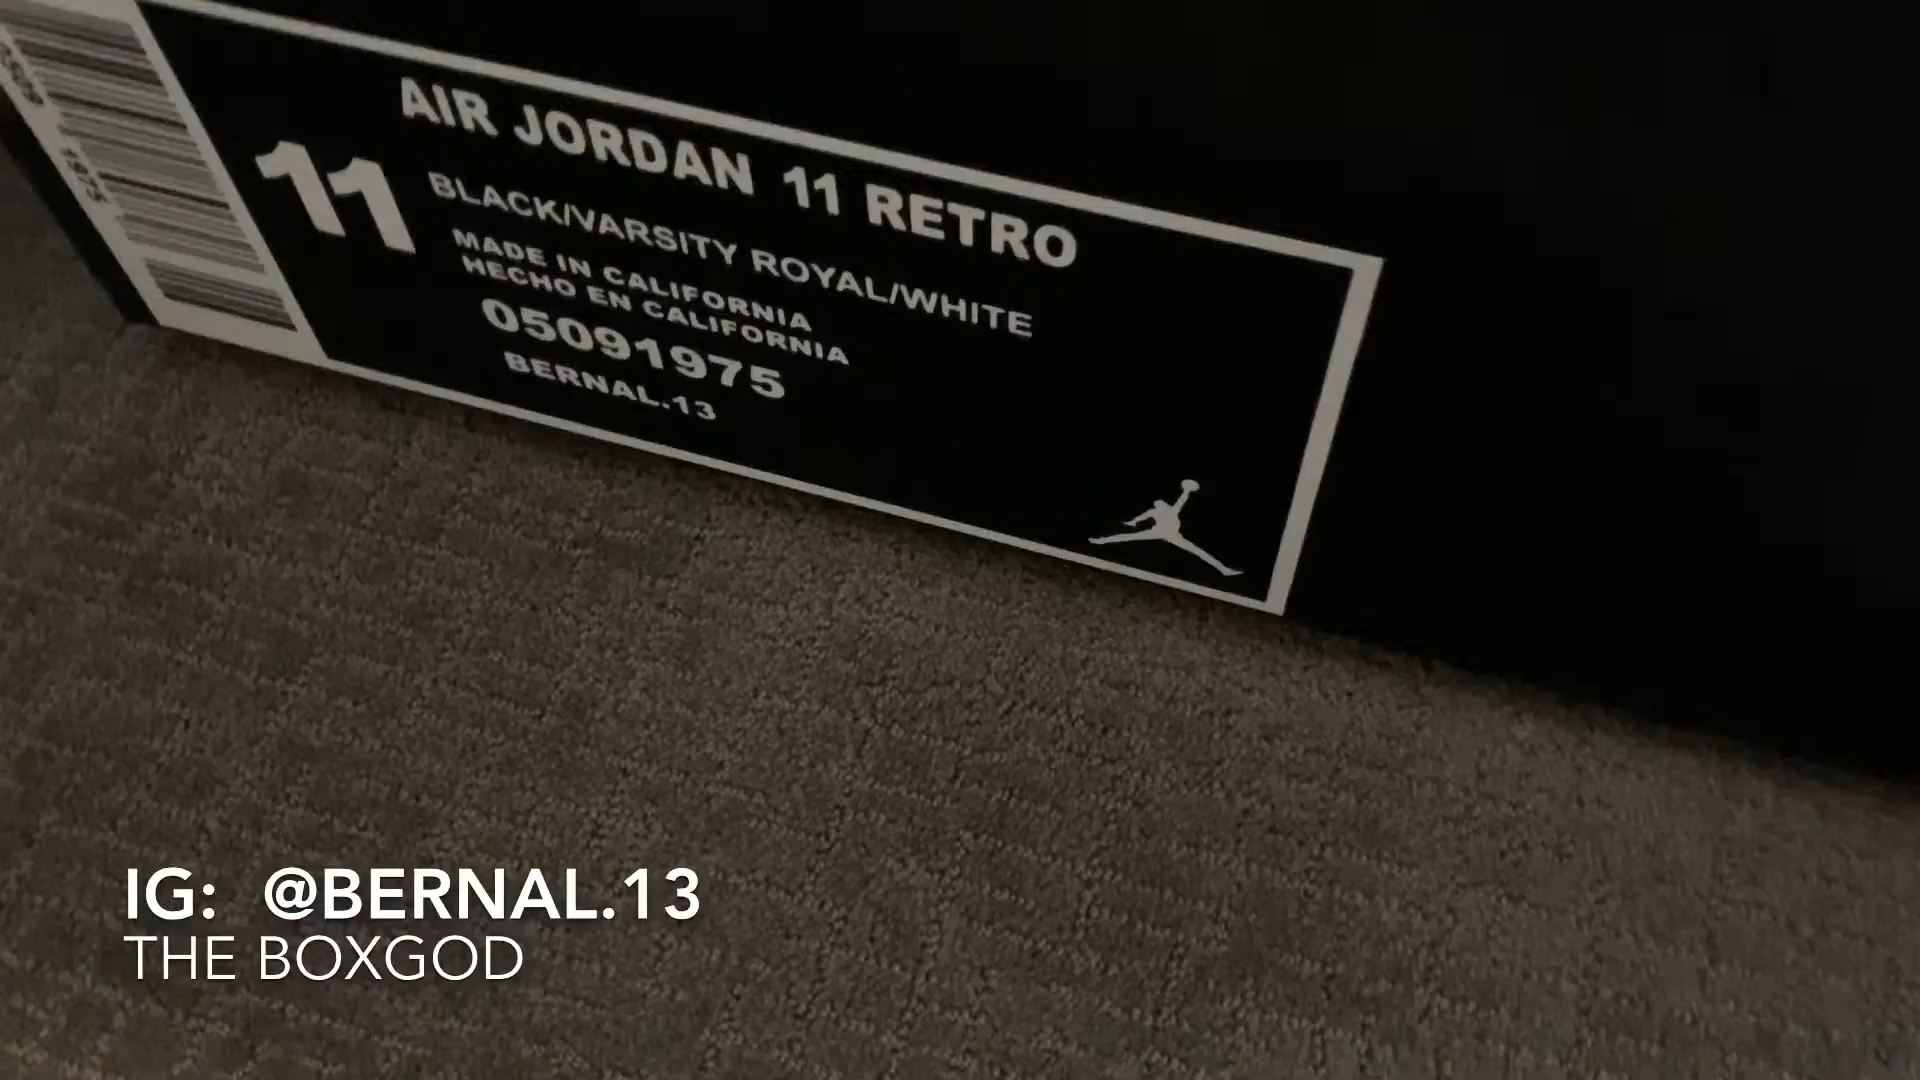 AIR JORDAN 11 RETRO
11
BLACK/VARSITY ROYAL/WHITE
MADE IN CALIFORNIA
HECHO EN CALIFORNIA
05091975
BERNAL.13
IG: @BERNAL.13
THE BOXGOD